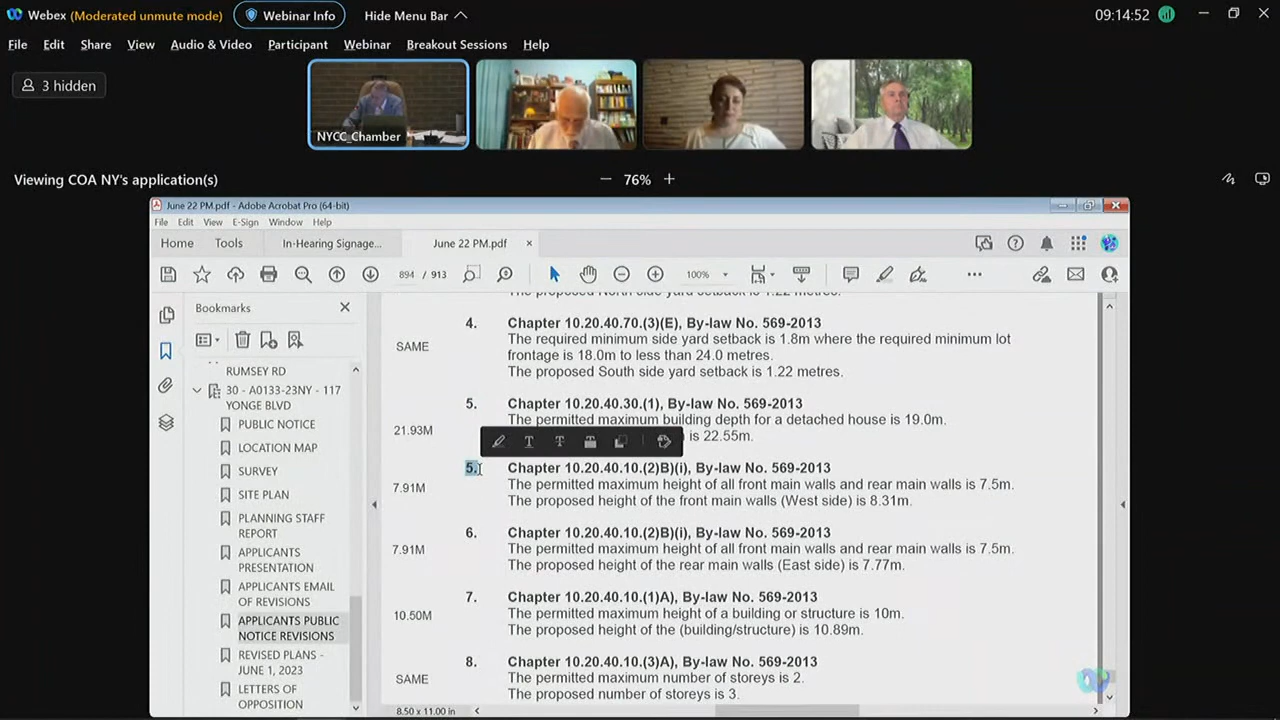 Webex (Moderated unmute mode) Webinar Info Hide Menu Bar 09:14:52
File Edit Share View Audio & Video Participant Webinar Breakout Sessions Help
3 hidden
NYCC_Chamber
Viewing COA NY's application(s) 76%
June 22 PM.pdf - Adobe Acrobat Pro (64-bit)
File Edit View E-Sign Window Help
Home Tools In-Hearing Signage... June 22 PM.pdf ×
894 / 913 100%
Bookmarks
RUMSEY RD
30 - A0133-23NY - 117
YONGE BLVD
PUBLIC NOTICE
LOCATION MAP
SURVEY
SITE PLAN
PLANNING STAFF
REPORT
APPLICANTS
PRESENTATION
APPLICANTS EMAIL
OF REVISIONS
APPLICANTS PUBLIC
NOTICE REVISIONS
REVISED PLANS -
JUNE 1, 2023
LETTERS OF
OPPOSITION
The proposed North side yard setback is 1.22 metres.
4. Chapter 10.20.40.70.(3)(E), By-law No. 569-2013
SAME
The required minimum side yard setback is 1.8m where the required minimum lot
frontage is 18.0m to less than 24.0 metres.
The proposed South side yard setback is 1.22 metres.
5. Chapter 10.20.40.30.(1), By-law No. 569-2013
21.93M
The permitted maximum building depth for a detached house is 19.0m.
is 22.55m.
5. Chapter 10.20.40.10.(2)B)(i), By-law No. 569-2013
7.91M
The permitted maximum height of all front main walls and rear main walls is 7.5m.
The proposed height of the front main walls (West side) is 8.31m.
6. Chapter 10.20.40.10.(2)B)(i), By-law No. 569-2013
7.91M
The permitted maximum height of all front main walls and rear main walls is 7.5m.
The proposed height of the rear main walls (East side) is 7.77m.
7. Chapter 10.20.40.10.(1)A), By-law No. 569-2013
10.50M
The permitted maximum height of a building or structure is 10m.
The proposed height of the (building/structure) is 10.89m.
8. Chapter 10.20.40.10.(3)A), By-law No. 569-2013
SAME
The permitted maximum number of storeys is 2.
The proposed number of storeys is 3.
8.50 x 11.00 in